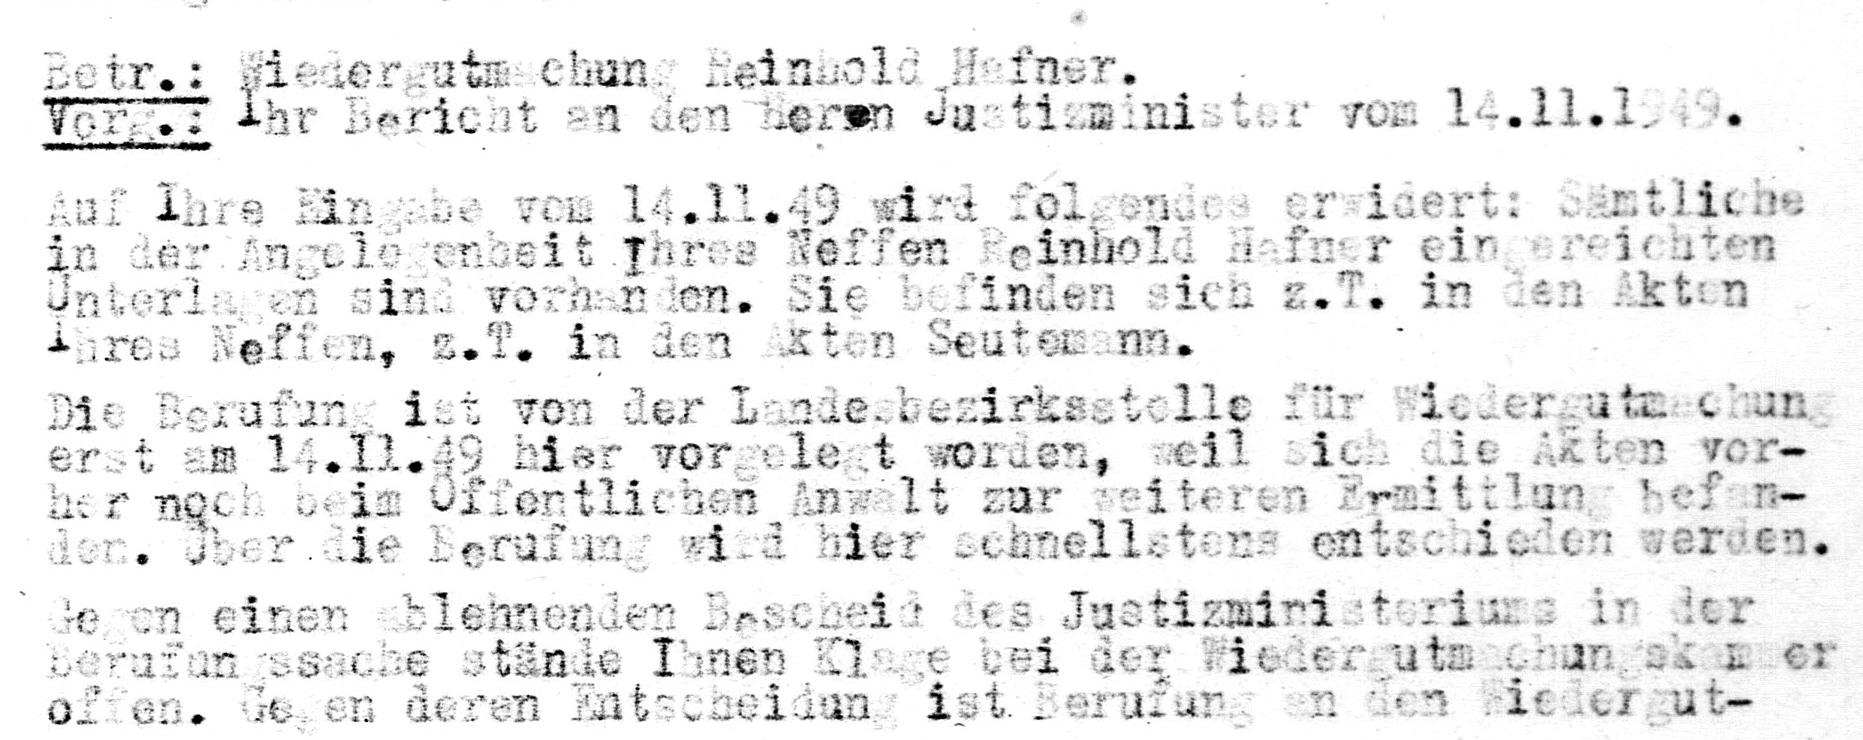 Betr.: Wiedergutmachung Reinhold Hafner.
Vorg.: Ihr Bericht an den Herrn Justizminister vom 14.11.1949.
Auf Ihre Eingabe vom 14.11.49 wird folgendes erwidert: Sämtliche
in der Angelegenheit Ihres Neffen Reinhold Hafner eingereichten
Unterlagen sind vorhanden. Sie befinden sich z.T. in den Akten
Ihres Neffen, z.T. in den Akten Seutemann.
Die Berufung ist von der Landesbezirksstelle für Wiedergutmachung
erst am 14.11.49 hier vorgelegt worden, weil sich die Akten vor-
her noch beim Öffentlichen Anwalt zur weiteren Ermittlung befan-
den. Über die Berufung wird hier schnellstens entschieden werden.
Gegen einen ablehnenden Bescheid des Justizministeriums in der
Berufungssache stände Ihnen Klage bei der Wiedergutmachungskammer
offen. Gegen deren Entscheidung ist Berufung an den Wiedergut-